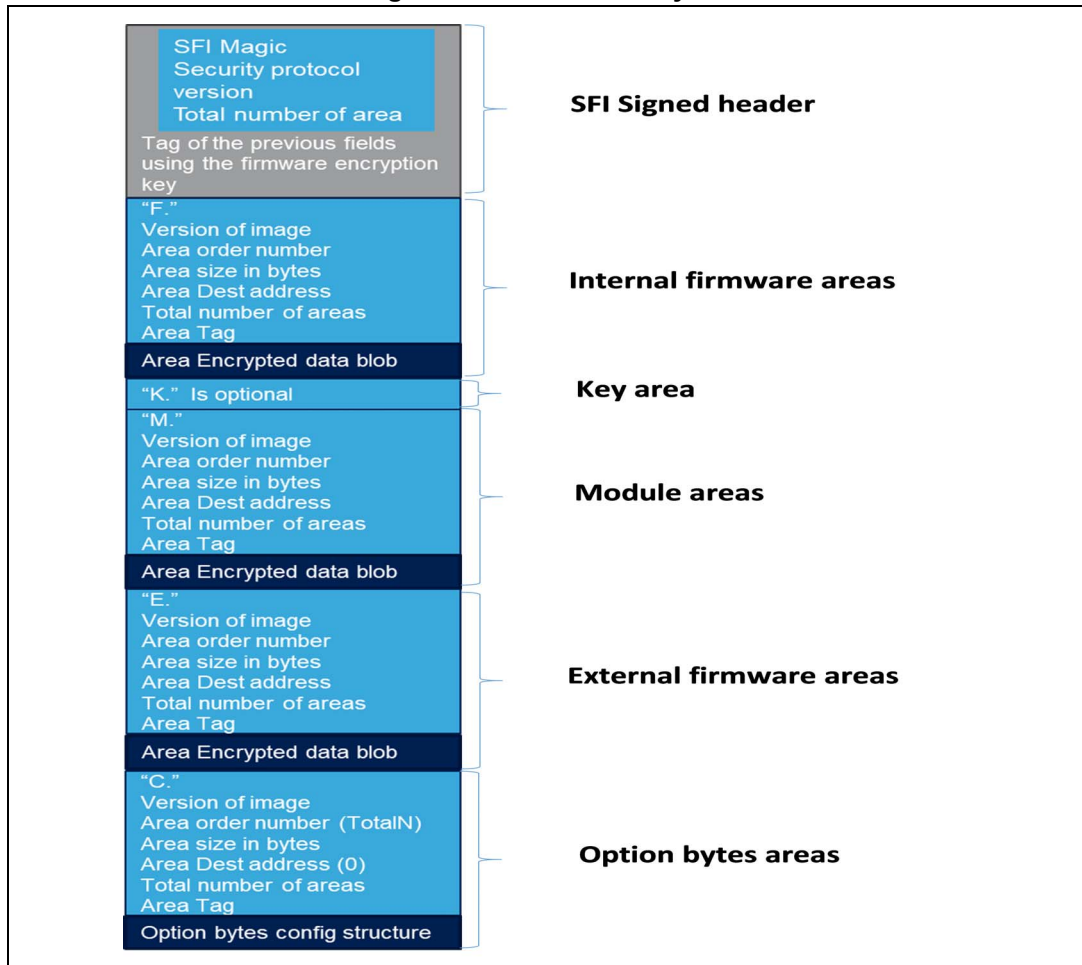 SFI Magic
Security protocol
version
Total number of area
Tag of the previous fields
using the firmware encryption
key
SFI Signed header
"F."
Version of image
Area order number
Area size in bytes
Area Dest address
Total number of areas
Area Tag
Area Encrypted data blob
Internal firmware areas
"K." Is optional
Key area
"M."
Version of image
Area order number
Area size in bytes
Area Dest address
Total number of areas
Area Tag
Area Encrypted data blob
Module areas
"E."
Version of image
Area order number
Area size in bytes
Area Dest address
Total number of areas
Area Tag
Area Encrypted data blob
External firmware areas
"C."
Version of image
Area order number (TotalN)
Area size in bytes
Area Dest address (0)
Total number of areas
Area Tag
Option bytes config structure
Option bytes areas